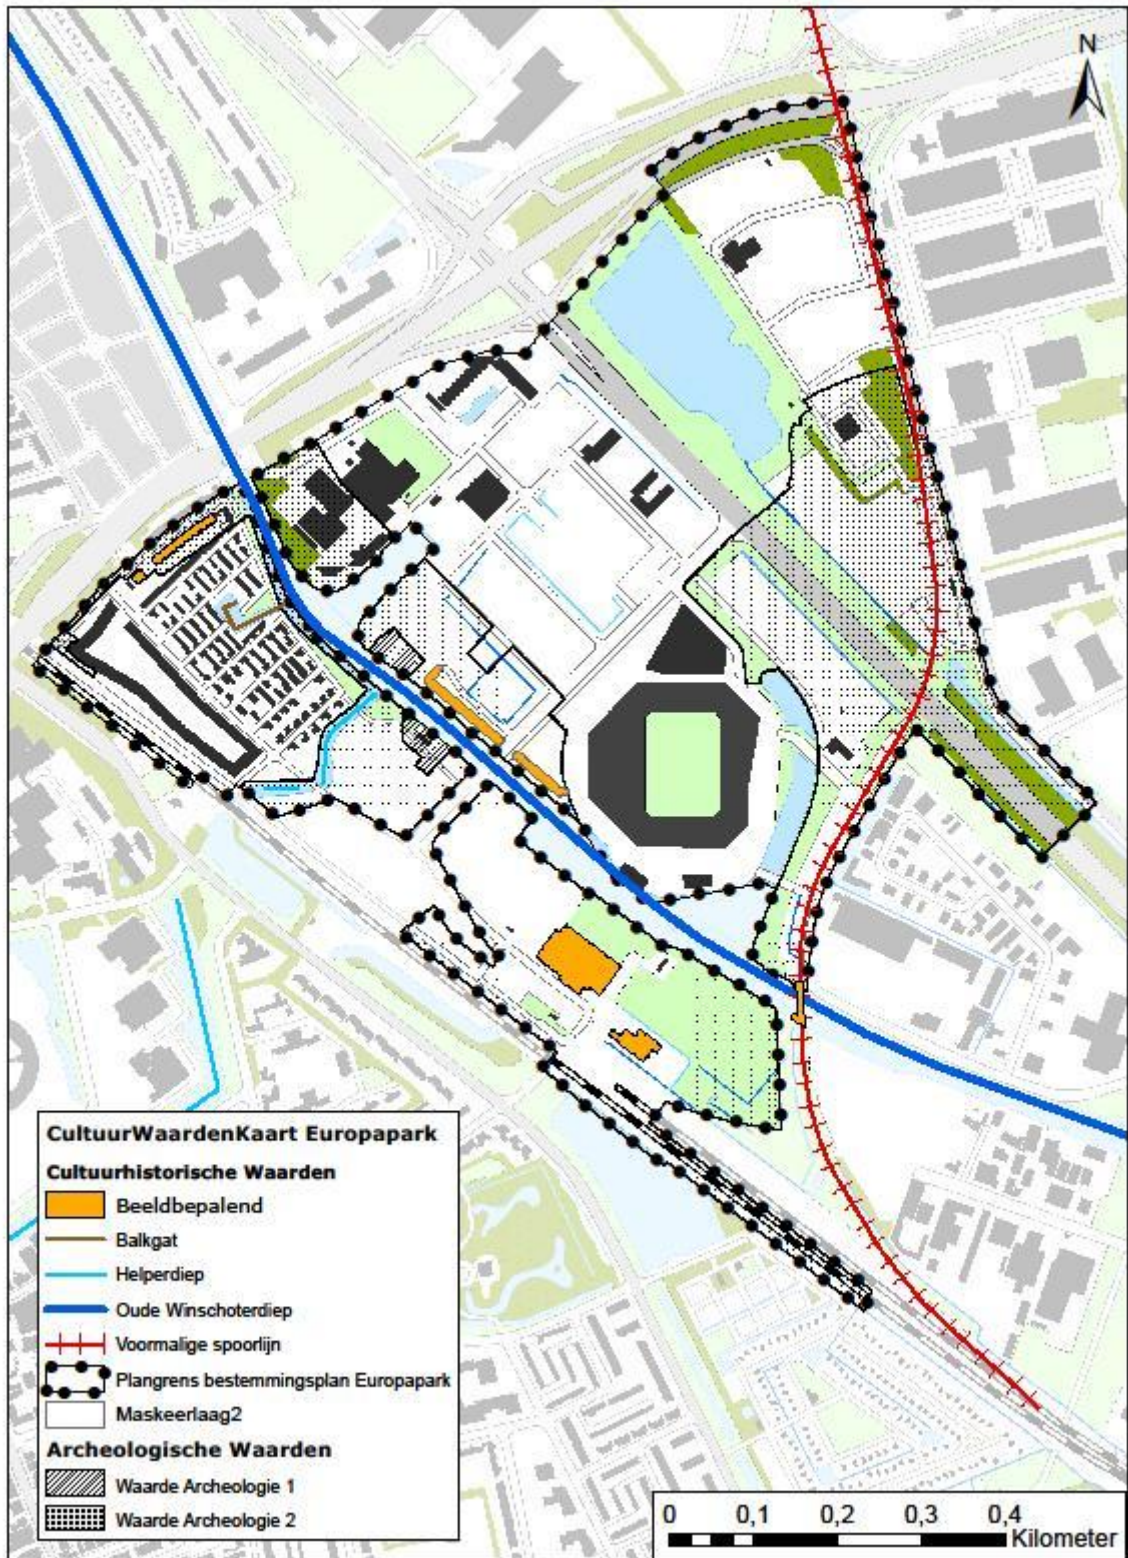 N
CultuurWaardenKaart Europapark
Cultuurhistorische Waarden
Beeldbepalend
Balkgat
Helperdiep
Oude Winschoterdiep
Voormalige spoorlijn
Plangrens bestemmingsplan Europapark
Maskeerlaag2
Archeologische Waarden
Waarde Archeologie 1
Waarde Archeologie 2
0 0,1 0,2 0,3 0,4
Kilometer